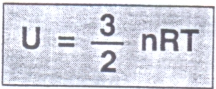 U = 3/2 nRT